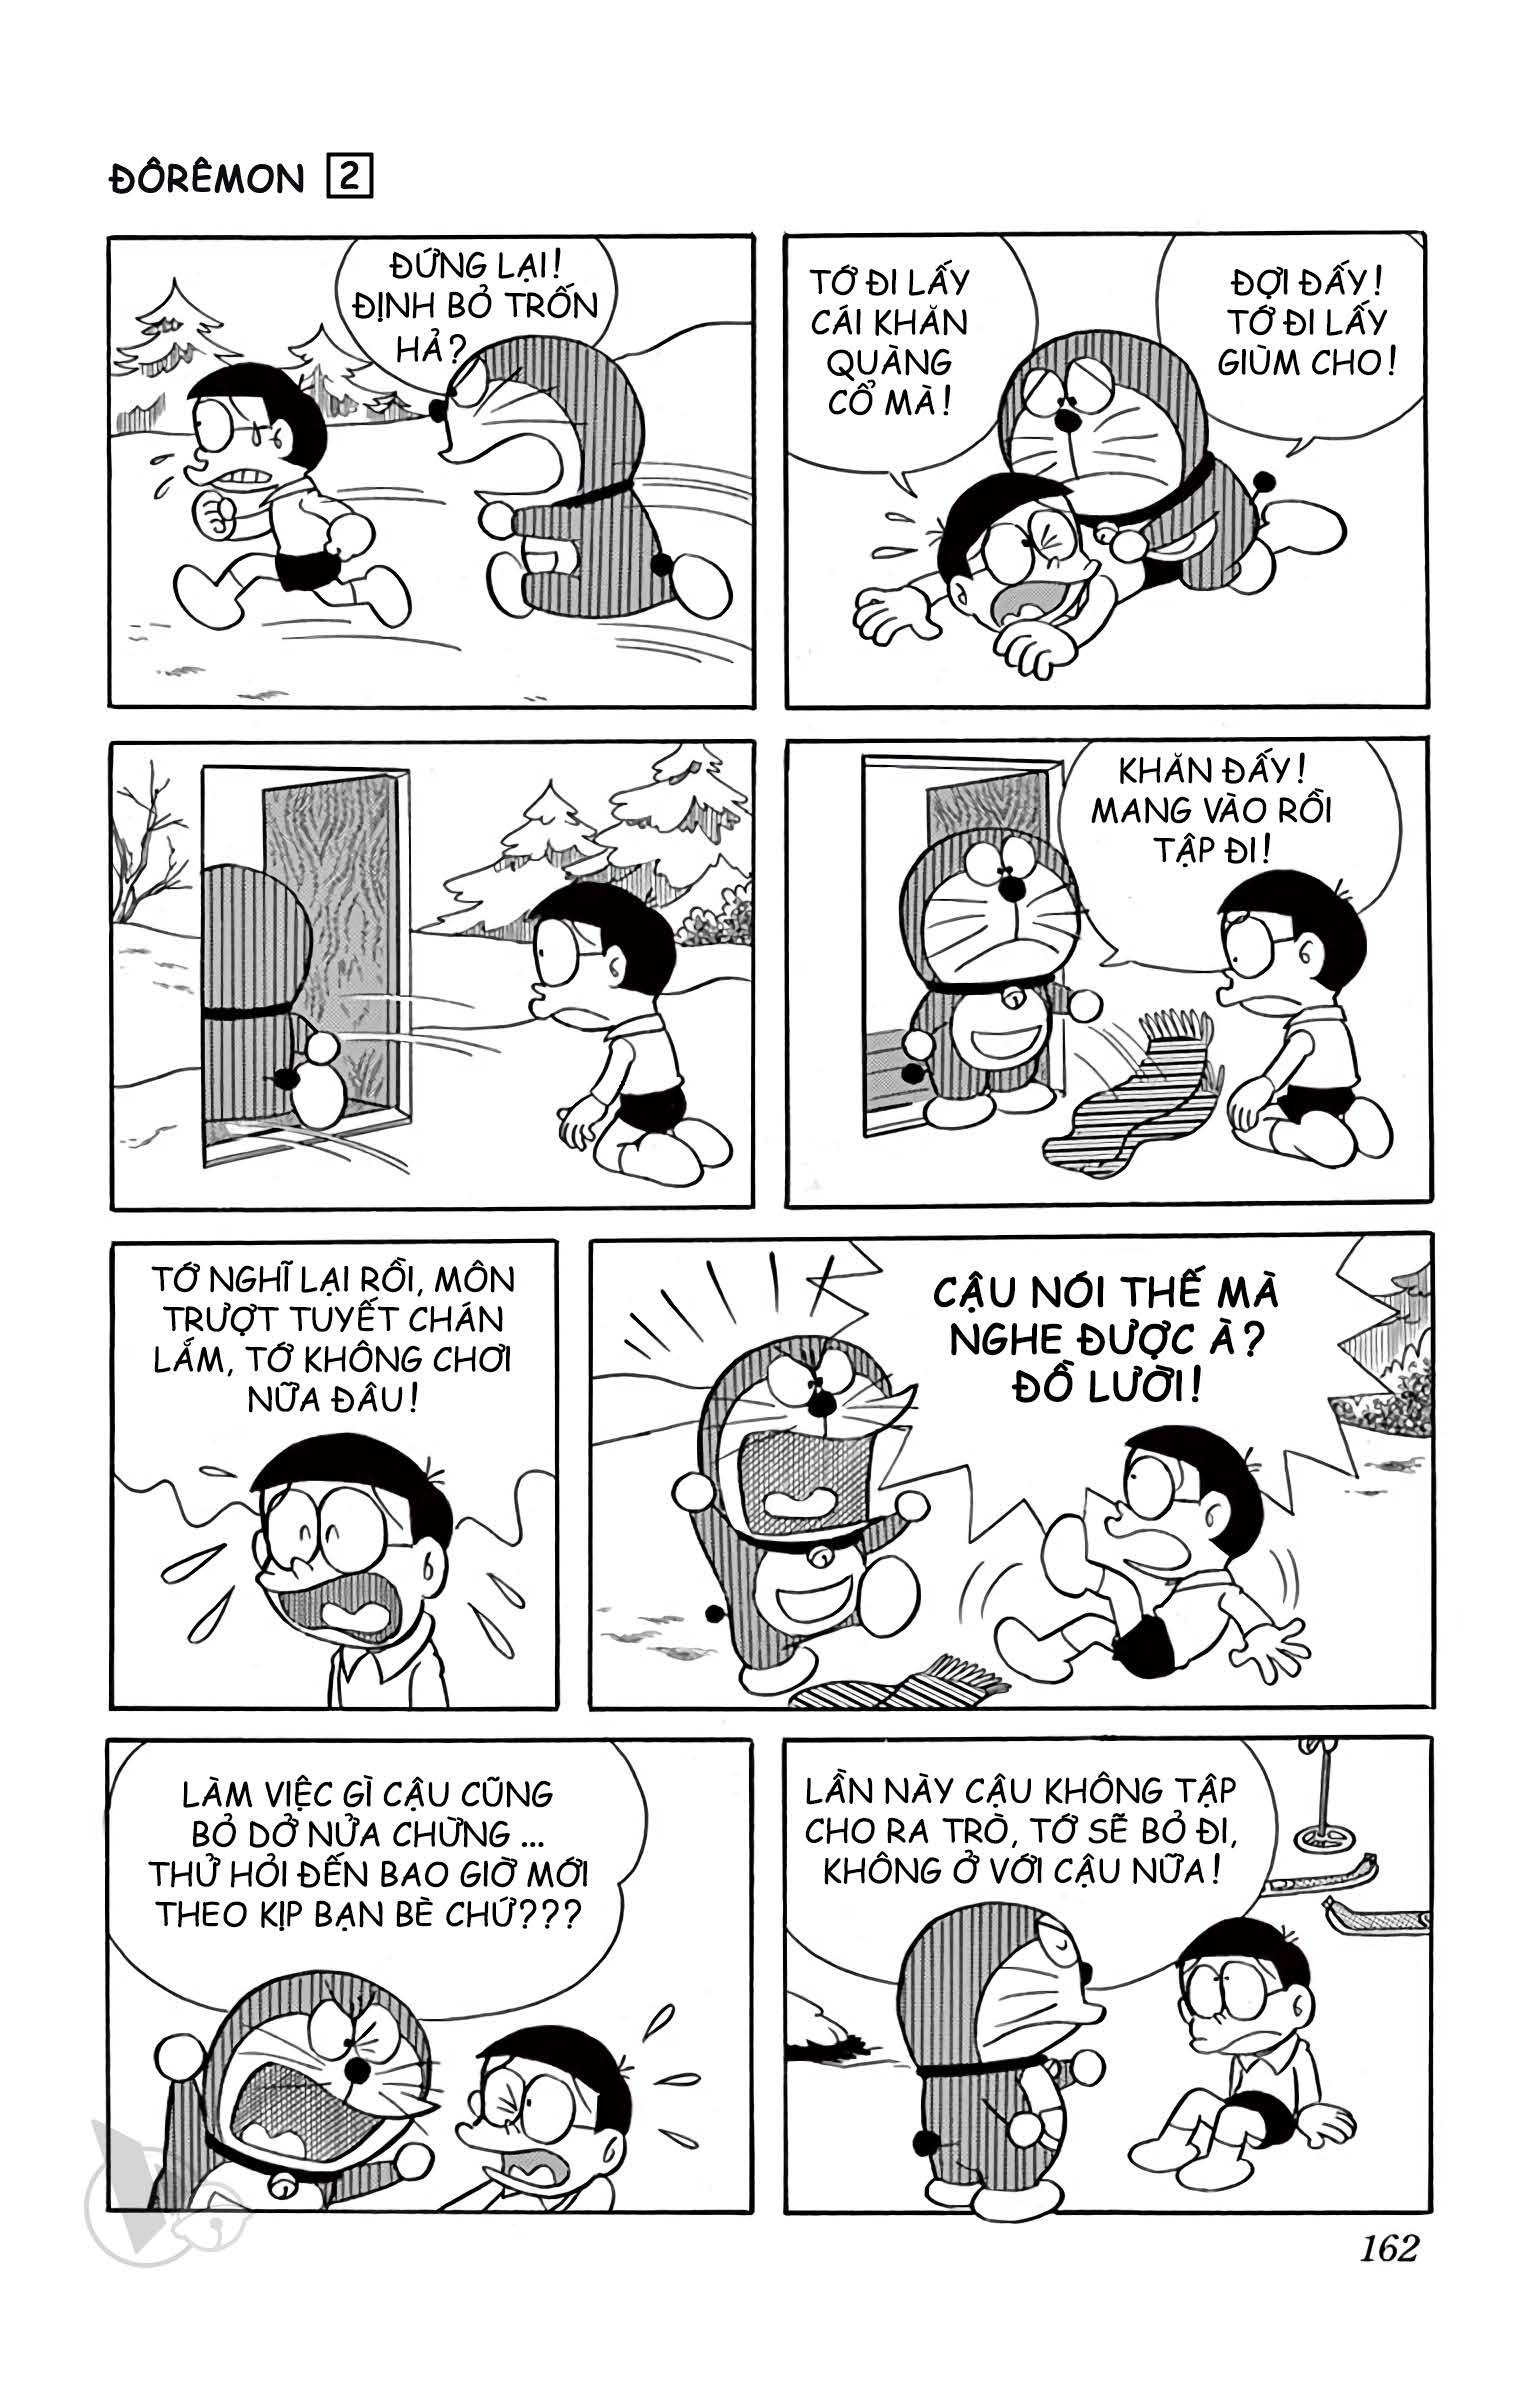 ĐÔRÊMON 2
ĐỨNG LẠI!
ĐỊNH BỎ TRỐN
HẢ?
TỚ ĐI LẤY
CÁI KHĂN
QUÀNG
CỔ MÀ!
ĐỢI ĐẤY!
TỚ ĐI LẤY
GIÙM CHO!
KHĂN ĐẤY!
MANG VÀO RỒI
TẬP ĐI!
TỚ NGHĨ LẠI RỒI, MÔN
TRƯỢT TUYẾT CHÁN
LẮM, TỚ KHÔNG CHƠI
NỮA ĐÂU!
CẬU NÓI THẾ MÀ
NGHE ĐƯỢC À?
ĐỒ LƯỜI!
LÀM VIỆC GÌ CẬU CŨNG
BỎ DỞ NỬA CHỪNG ...
THỬ HỎI ĐẾN BAO GIỜ MỚI
THEO KỊP BẠN BÈ CHỨ???
LẦN NÀY CẬU KHÔNG TẬP
CHO RA TRÒ, TỚ SẼ BỎ ĐI,
KHÔNG Ở VỚI CẬU NỮA!
162